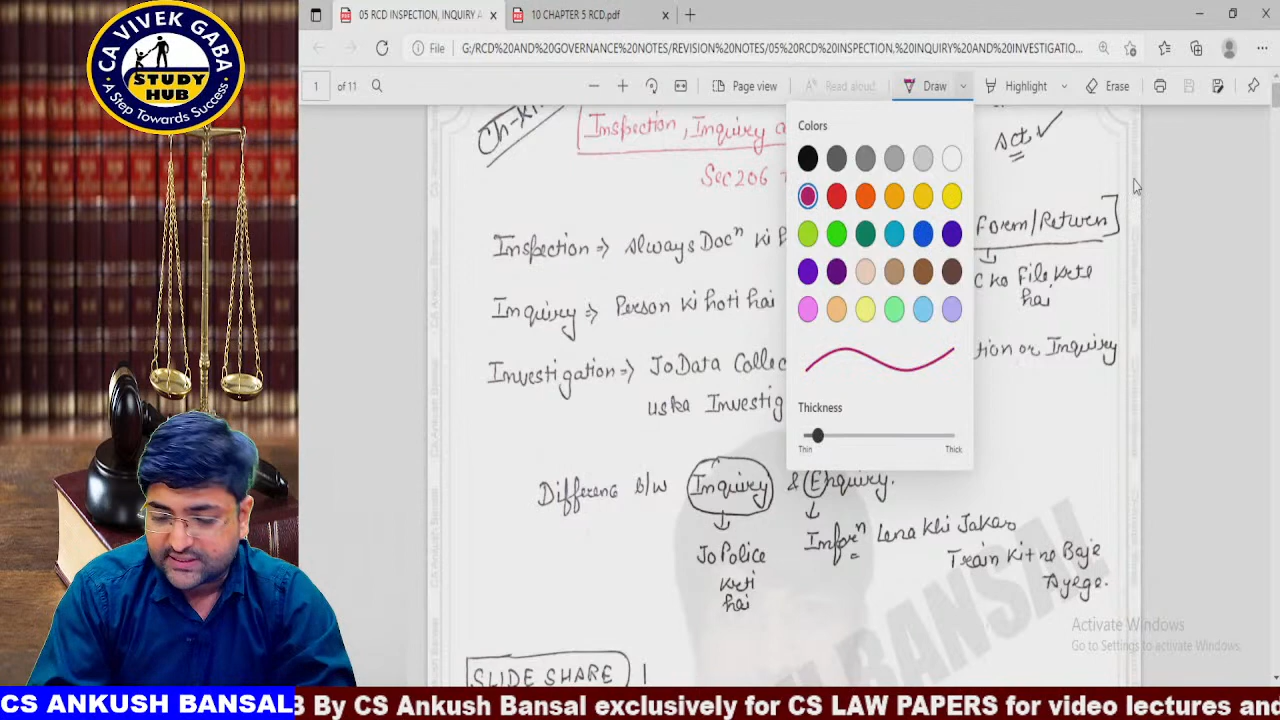 CA VIVEK GABA
STUDY
HUB
A Step Towards Success
05 RCD INSPECTION, INQUIRY A
10 CHAPTER 5 RCD.pdf
File
G:/RCD%20AND%20GOVERNANCE%20NOTES/REVISION%20NOTES/05%20RCD%20INSPECTION,%20INQUIRY%20AND%20INVESTIGATIO...
1 of 11
Page view
Read aloud
Draw
Highlight
Erase
Colors
Thickness
Thin
Thick
Inspection, Inquiry a
Act
Sec 206
Inspection => Always Docⁿ ki
Form/Return]
C ko File krte
hai
Inquiry => Person ki hoti hai
Investigation => Jo Data Collec
tion or Inquiry
uska Investig
Differenc b/w Inquiry & Enquiry.
Inforⁿ Lena Khi Jakar
Train Kitne Baje
Ayege.
Jo Police
krti
hai
SLIDE SHARE
BANSAL
Activate Windows
Go to Settings to activate Windows.
CS ANKUSH BANSAL
B By CS Ankush Bansal exclusively for CS LAW PAPERS for video lectures and